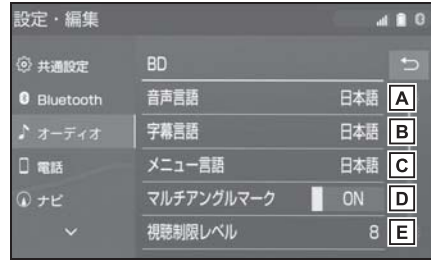 設定・編集
共通設定
Bluetooth
オーディオ
電話
ナビ
BD
音声言語 日本語 A
字幕言語 日本語 B
メニュー言語 日本語 C
マルチアングルマーク ON D
視聴制限レベル 8 E